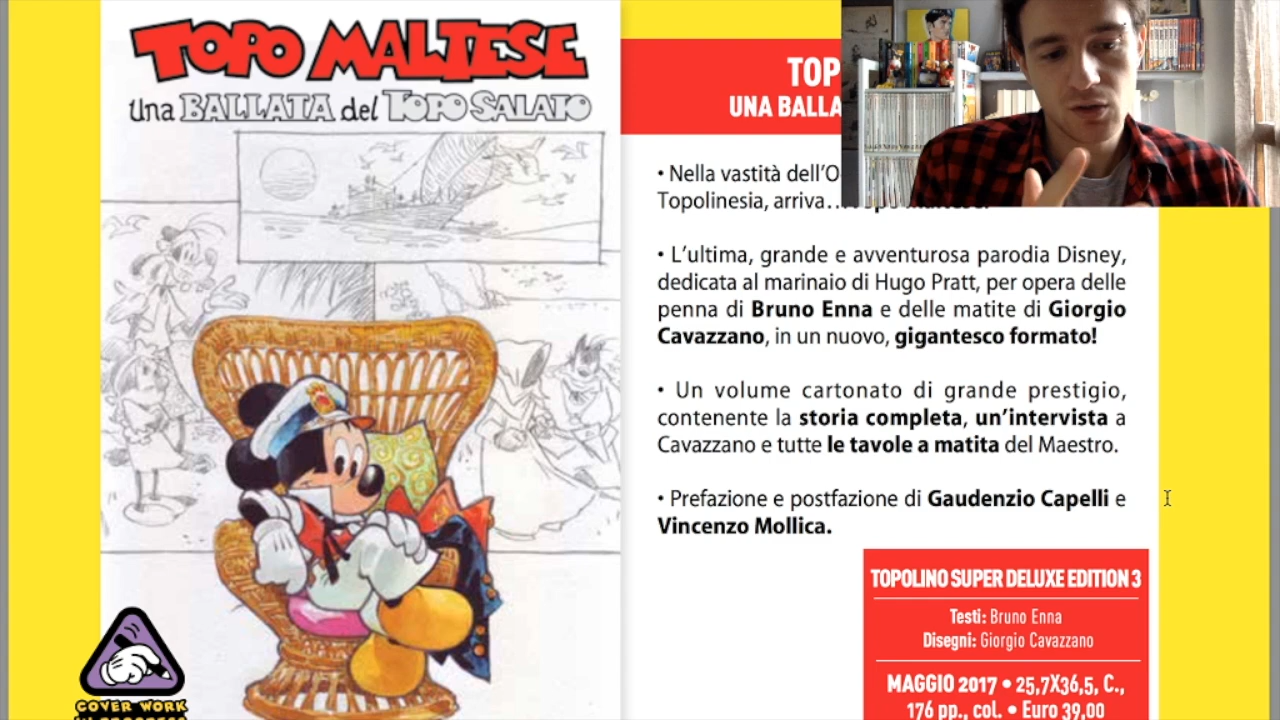 TOPO MALTESE
una BALLATA del TOPO SALATO
TOP
UNA BALLA
• Nella vastità dell'O
Topolinesia, arriva…
• L'ultima, grande e avventurosa parodia Disney,
dedicata al marinaio di Hugo Pratt, per opera delle
penna di Bruno Enna e delle matite di Giorgio
Cavazzano, in un nuovo, gigantesco formato!
• Un volume cartonato di grande prestigio,
contenente la storia completa, un'intervista a
Cavazzano e tutte le tavole a matita del Maestro.
• Prefazione e postfazione di Gaudenzio Capelli e
Vincenzo Mollica.
TOPOLINO SUPER DELUXE EDITION 3
Testi: Bruno Enna
Disegni: Giorgio Cavazzano
MAGGIO 2017 • 25,7X36,5, C.,
176 pp., col. • Euro 39,00
COVER WORK